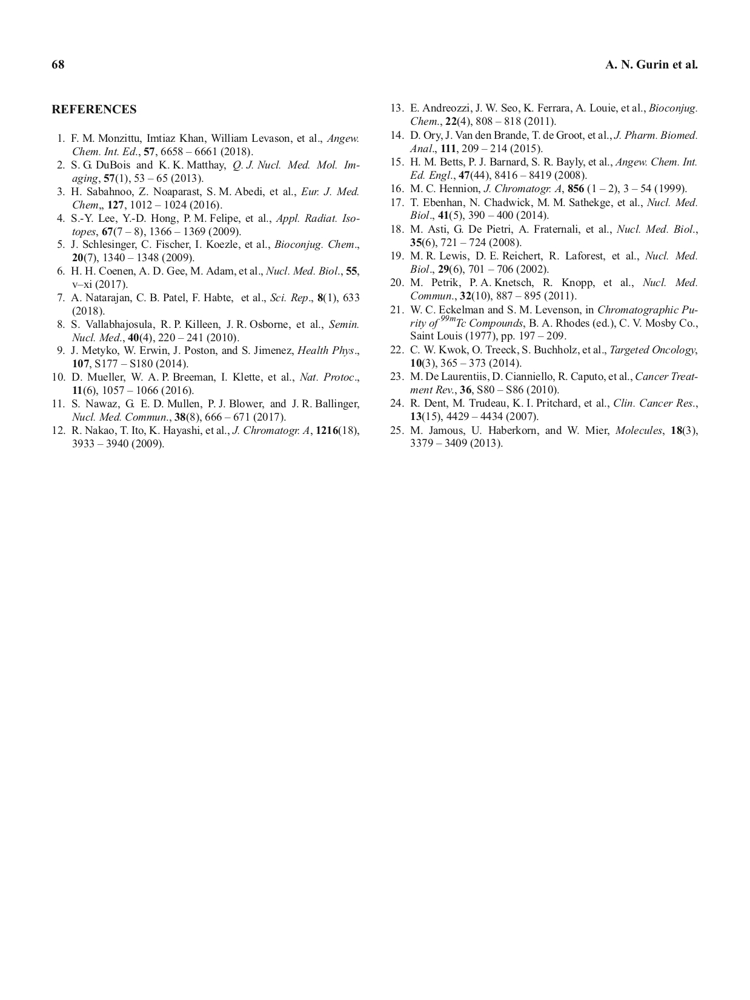 68
A. N. Gurin et al.
REFERENCES
1. F. M. Monzittu, Imtiaz Khan, William Levason, et al., Angew.
Chem. Int. Ed., 57, 6658 – 6661 (2018).
2. S. G. DuBois and K. K. Matthay, Q. J. Nucl. Med. Mol. Im-
aging, 57(1), 53 – 65 (2013).
3. H. Sabahnoo, Z. Noaparast, S. M. Abedi, et al., Eur. J. Med.
Chem,, 127, 1012 – 1024 (2016).
4. S.-Y. Lee, Y.-D. Hong, P. M. Felipe, et al., Appl. Radiat. Iso-
topes, 67(7 – 8), 1366 – 1369 (2009).
5. J. Schlesinger, C. Fischer, I. Koezle, et al., Bioconjug. Chem.,
20(7), 1340 – 1348 (2009).
6. H. H. Coenen, A. D. Gee, M. Adam, et al., Nucl. Med. Biol., 55,
v–xi (2017).
7. A. Natarajan, C. B. Patel, F. Habte, et al., Sci. Rep., 8(1), 633
(2018).
8. S. Vallabhajosula, R. P. Killeen, J. R. Osborne, et al., Semin.
Nucl. Med., 40(4), 220 – 241 (2010).
9. J. Metyko, W. Erwin, J. Poston, and S. Jimenez, Health Phys.,
107, S177 – S180 (2014).
10. D. Mueller, W. A. P. Breeman, I. Klette, et al., Nat. Protoc.,
11(6), 1057 – 1066 (2016).
11. S. Nawaz, G. E. D. Mullen, P. J. Blower, and J. R. Ballinger,
Nucl. Med. Commun., 38(8), 666 – 671 (2017).
12. R. Nakao, T. Ito, K. Hayashi, et al., J. Chromatogr. A, 1216(18),
3933 – 3940 (2009).
13. E. Andreozzi, J. W. Seo, K. Ferrara, A. Louie, et al., Bioconjug.
Chem., 22(4), 808 – 818 (2011).
14. D. Ory, J. Van den Brande, T. de Groot, et al., J. Pharm. Biomed.
Anal., 111, 209 – 214 (2015).
15. H. M. Betts, P. J. Barnard, S. R. Bayly, et al., Angew. Chem. Int.
Ed. Engl., 47(44), 8416 – 8419 (2008).
16. M. C. Hennion, J. Chromatogr. A, 856 (1 – 2), 3 – 54 (1999).
17. T. Ebenhan, N. Chadwick, M. M. Sathekge, et al., Nucl. Med.
Biol., 41(5), 390 – 400 (2014).
18. M. Asti, G. De Pietri, A. Fraternali, et al., Nucl. Med. Biol.,
35(6), 721 – 724 (2008).
19. M. R. Lewis, D. E. Reichert, R. Laforest, et al., Nucl. Med.
Biol., 29(6), 701 – 706 (2002).
20. M. Petrik, P. A. Knetsch, R. Knopp, et al., Nucl. Med.
Commun., 32(10), 887 – 895 (2011).
21. W. C. Eckelman and S. M. Levenson, in Chromatographic Pu-
rity of 99mTc Compounds, B. A. Rhodes (ed.), C. V. Mosby Co.,
Saint Louis (1977), pp. 197 – 209.
22. C. W. Kwok, O. Treeck, S. Buchholz, et al., Targeted Oncology,
10(3), 365 – 373 (2014).
23. M. De Laurentiis, D. Cianniello, R. Caputo, et al., Cancer Treat-
ment Rev., 36, S80 – S86 (2010).
24. R. Dent, M. Trudeau, K. I. Pritchard, et al., Clin. Cancer Res.,
13(15), 4429 – 4434 (2007).
25. M. Jamous, U. Haberkorn, and W. Mier, Molecules, 18(3),
3379 – 3409 (2013).